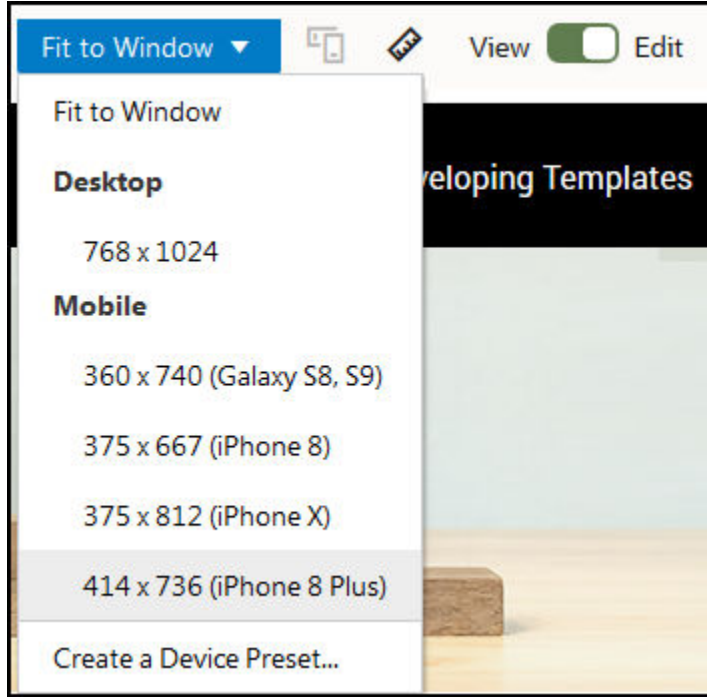 Fit to Window
View
Edit
Fit to Window
Desktop
veloping Templates
768 x 1024
Mobile
360 x 740 (Galaxy S8, S9)
375 x 667 (iPhone 8)
375 x 812 (iPhone X)
414 x 736 (iPhone 8 Plus)
Create a Device Preset...